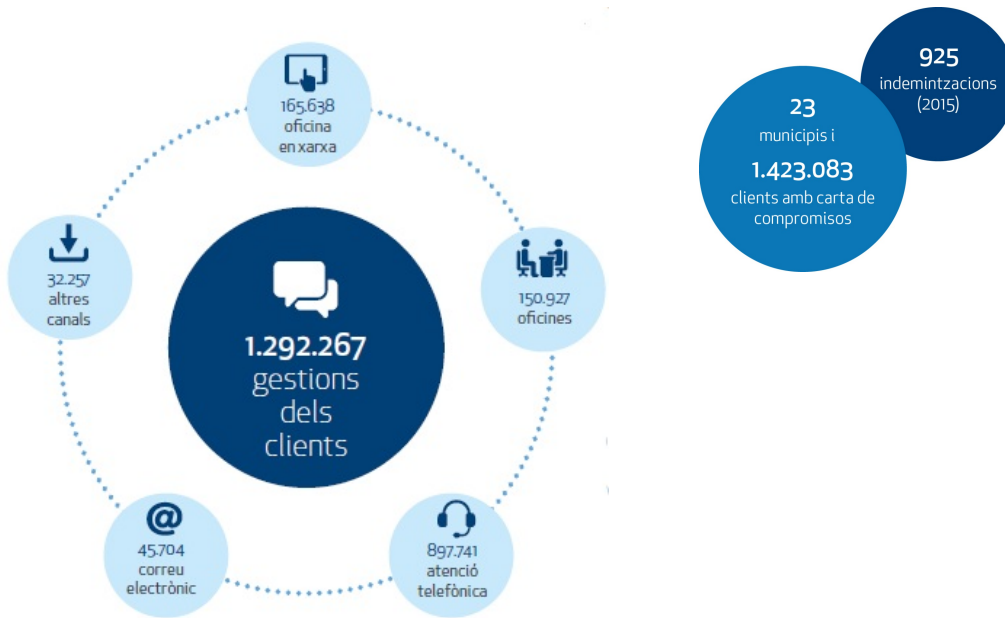 165.638
oficina
en xarxa
32.257
altres
canals
150.927
oficines
1.292.267
gestions
dels
clients
@
45.704
correu
electrònic
897.741
atenció
telefònica
925
indemintzacions
(2015)
23
municipis i
1.423.083
clients amb carta de
compromisos